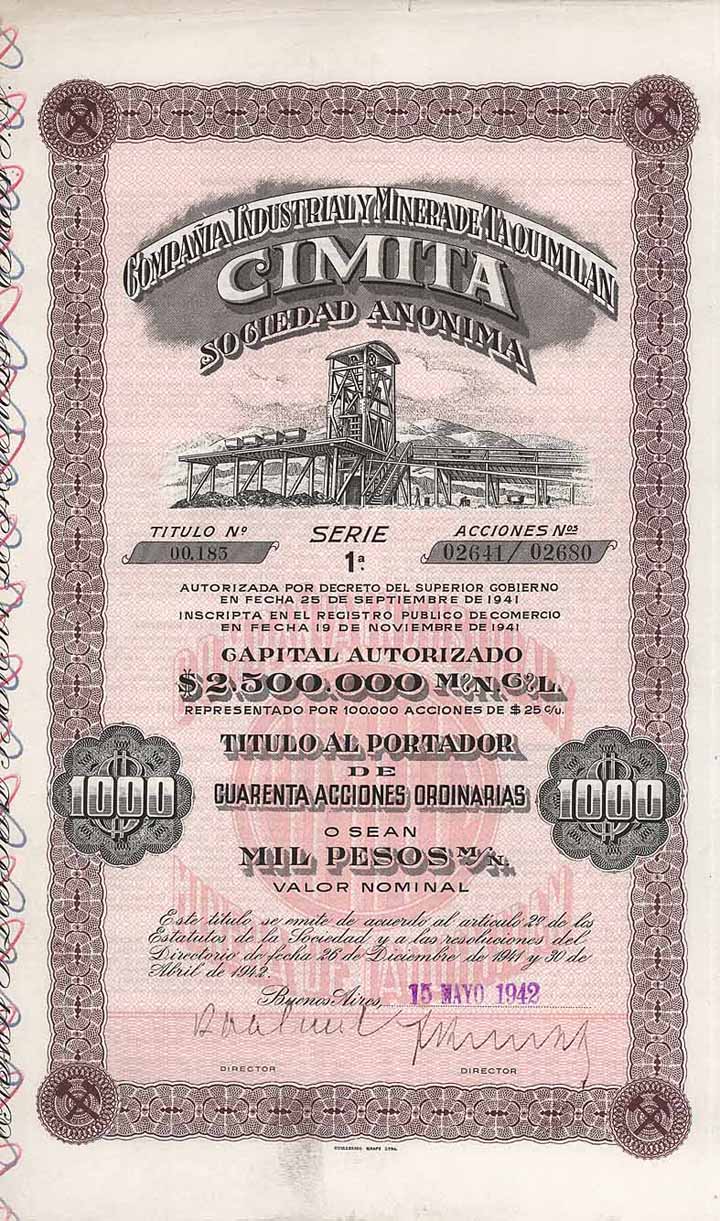 COMPAÑIA INDUSTRIAL Y MINERA DE TAQUIMILAN
CIMITA
SOCIEDAD ANONIMA
TITULO Nº SERIE ACCIONES Nos
00.183 1ª 02641/02680
AUTORIZADA POR DECRETO DEL SUPERIOR GOBIERNO
EN FECHA 25 DE SEPTIEMBRE DE 1941
INSCRIPTA EN EL REGISTRO PUBLICO DE COMERCIO
EN FECHA 19 DE NOVIEMBRE DE 1941
CAPITAL AUTORIZADO
$2.500.000 M&N. C&L.
REPRESENTADO POR 100.000 ACCIONES DE $25 C/U.
TITULO AL PORTADOR
DE
1000 CUARENTA ACCIONES ORDINARIAS 1000
O SEAN
MIL PESOS M/N.
VALOR NOMINAL
Este título se emite de acuerdo al artículo 2º de los
Estatutos de la Sociedad y a las resoluciones del
Directorio de fecha 26 de Diciembre de 1941 y 30 de
Abril de 1942.
Buenos Aires, 15 MAYO 1942
DIRECTOR DIRECTOR
GUILLERMO KRAFT LTDA.